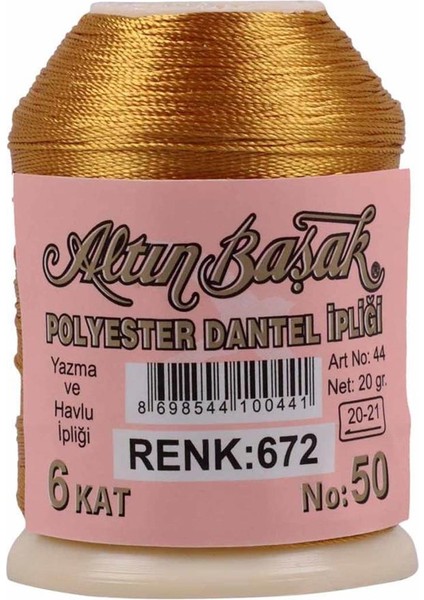 Altın Başak®
POLYESTER DANTEL İPLİĞİ
Yazma
ve
Havlu
İpliği
8 698544 100441
Art No: 44
Net: 20 gr.
20-21
RENK:672
6 KAT
No: 50